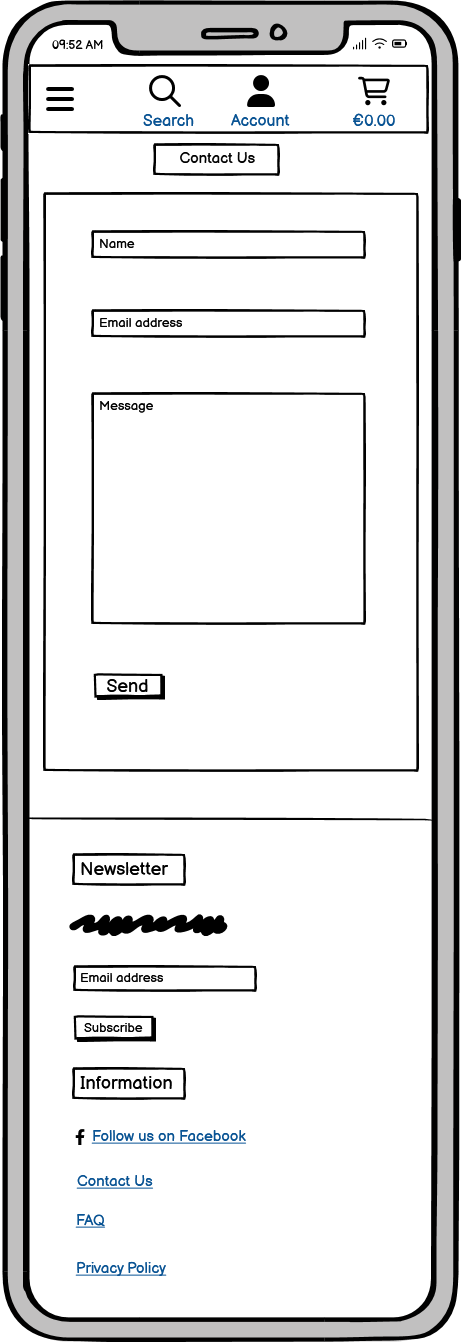 09:52 AM
Search
Account
€0.00
Contact Us
Name
Email address
Message
Send
Newsletter
Email address
Subscribe
Information
Follow us on Facebook
Contact Us
FAQ
Privacy Policy